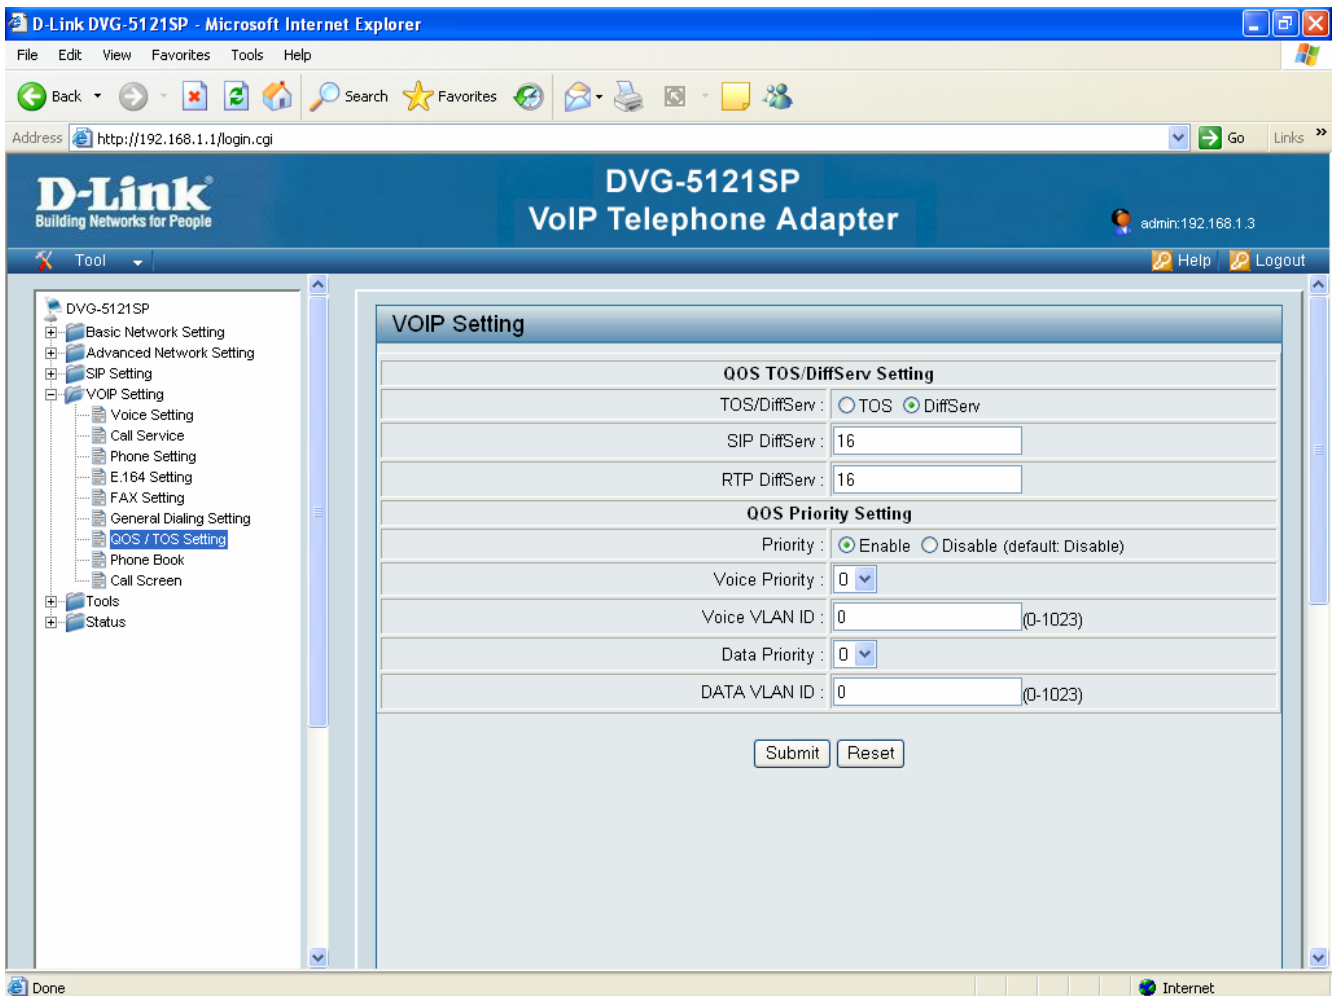 D-Link DVG-5121SP - Microsoft Internet Explorer
File Edit View Favorites Tools Help
Back Search Favorites
Address http://192.168.1.1/login.cgi Go Links »
D-Link®
Building Networks for People
DVG-5121SP
VoIP Telephone Adapter
admin:192.168.1.3
Tool Help Logout
DVG-5121SP
Basic Network Setting
Advanced Network Setting
SIP Setting
VOIP Setting
Voice Setting
Call Service
Phone Setting
E.164 Setting
FAX Setting
General Dialing Setting
QOS / TOS Setting
Phone Book
Call Screen
Tools
Status
VOIP Setting
QOS TOS/DiffServ Setting
TOS/DiffServ : TOS DiffServ
SIP DiffServ : 16
RTP DiffServ : 16
QOS Priority Setting
Priority : Enable Disable (default: Disable)
Voice Priority : 0
Voice VLAN ID : 0 (0-1023)
Data Priority : 0
DATA VLAN ID : 0 (0-1023)
Submit Reset
Done Internet